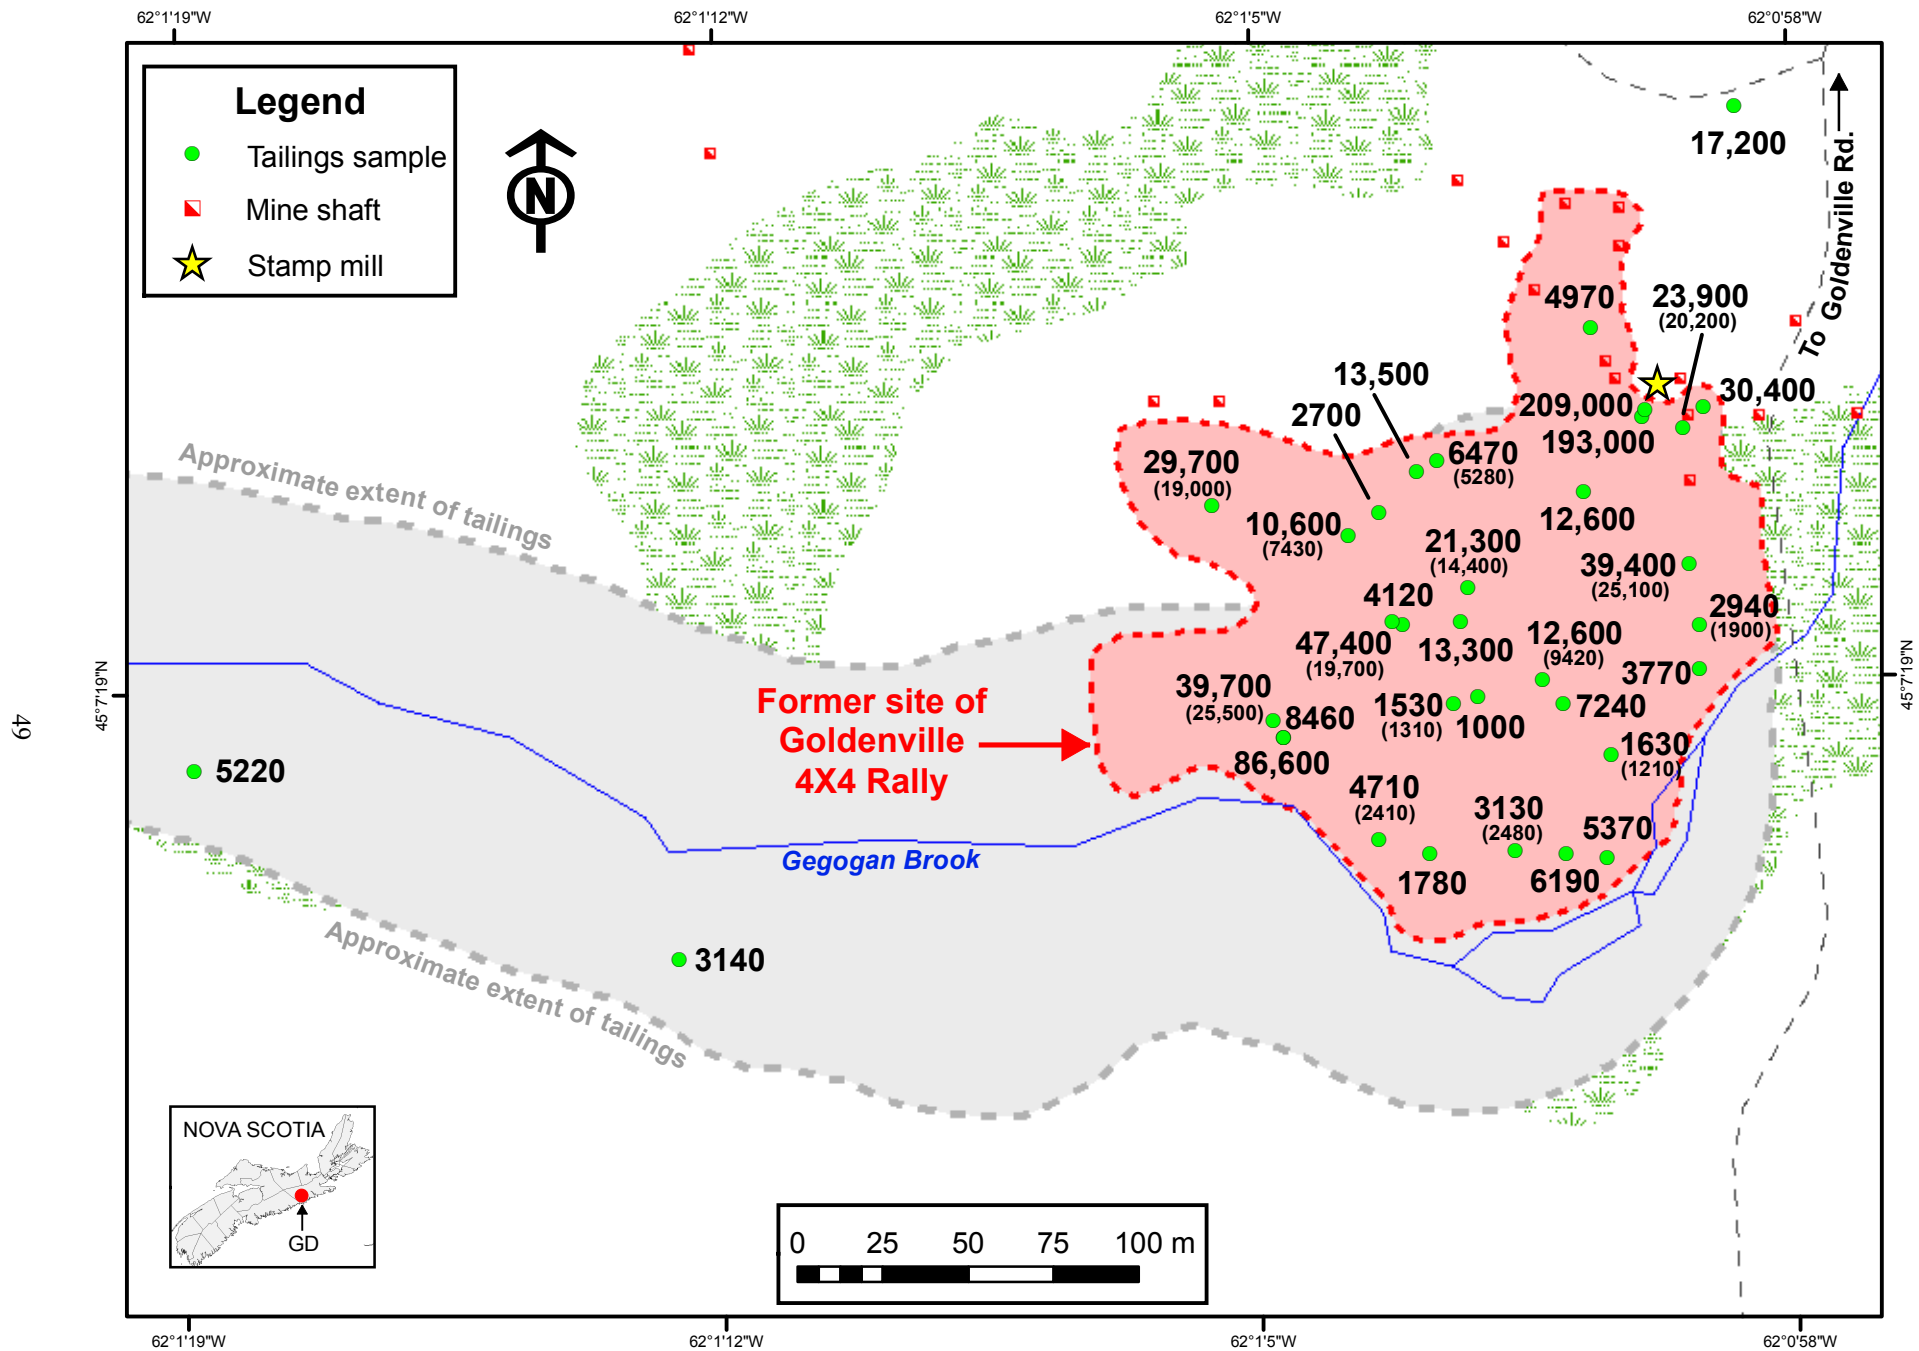 62°1'19"W
62°1'12"W
62°1'5"W
62°0'58"W
Legend
Tailings sample
Mine shaft
Stamp mill
N
17,200
To Goldenville Rd.
4970
23,900
(20,200)
13,500
2700
209,000
30,400
193,000
6470
(5280)
29,700
(19,000)
10,600
(7430)
12,600
21,300
(14,400)
39,400
(25,100)
4120
2940
(1900)
47,400
(19,700)
13,300
12,600
(9420)
3770
39,700
(25,500)
8460
86,600
1530
(1310)
1000
7240
1630
(1210)
4710
(2410)
3130
(2480)
5370
1780
6190
Approximate extent of tailings
Former site of
Goldenville
4X4 Rally
45°7'19"N
45°7'19"N
49
5220
Gegogan Brook
3140
Approximate extent of tailings
NOVA SCOTIA
GD
0 25 50 75 100 m
62°1'19"W
62°1'12"W
62°1'5"W
62°0'58"W